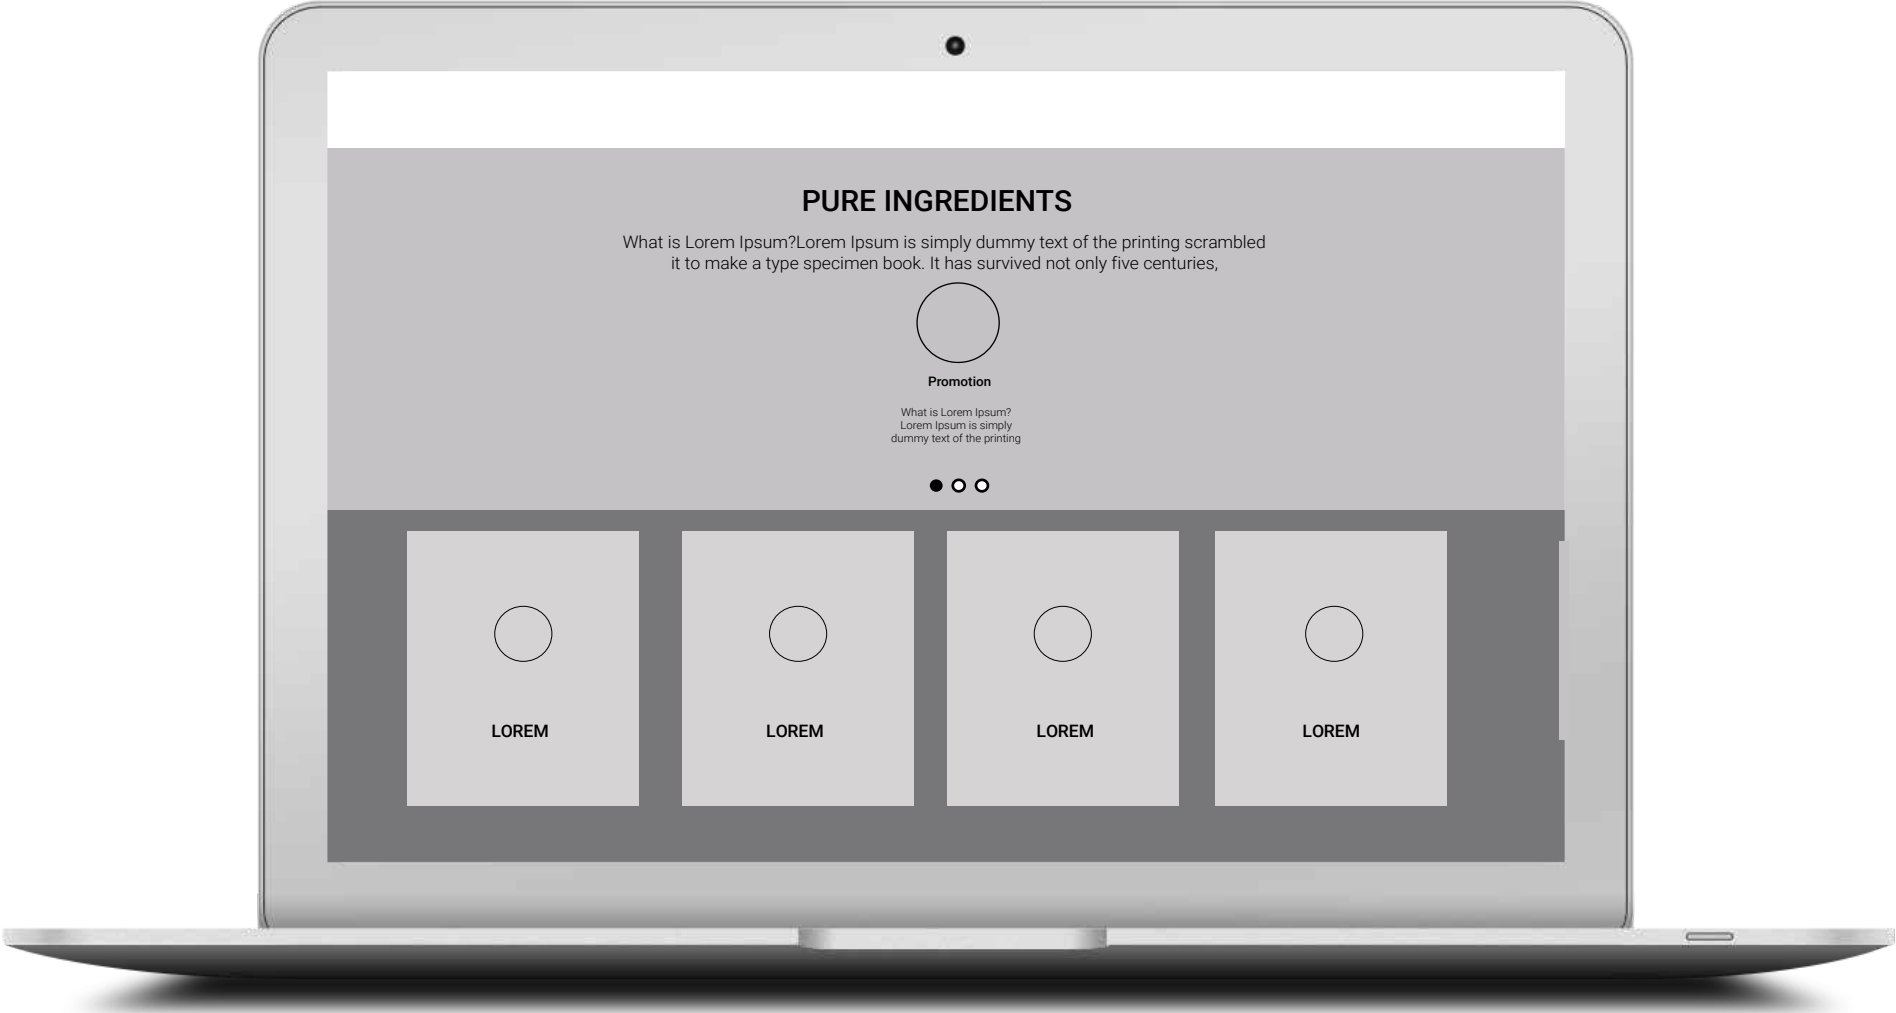 PURE INGREDIENTS
What is Lorem Ipsum?Lorem Ipsum is simply dummy text of the printing scrambled
it to make a type specimen book. It has survived not only five centuries,
Promotion
What is Lorem Ipsum?
Lorem Ipsum is simply
dummy text of the printing
LOREM
LOREM
LOREM
LOREM